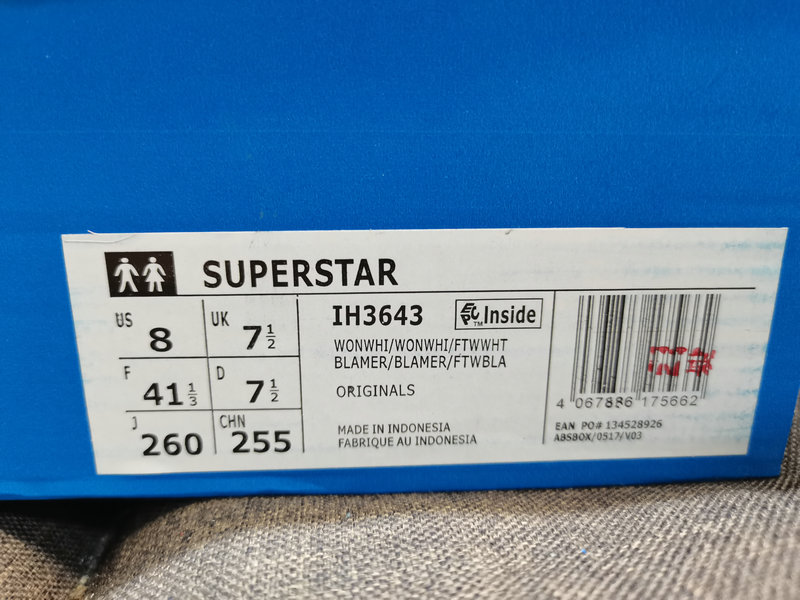 SUPERSTAR
US 8 UK 7 1/2
F 41 1/3 D 7 1/2
J 260 CHN 255
IH3643 Inside
WONWHI/WONWHI/FTWWHT
BLAMER/BLAMER/FTWBLA
ORIGINALS
MADE IN INDONESIA
FABRIQUE AU INDONESIA
4 067886 175662
EAN PO# 134528926
ABSBOX/0517/V03